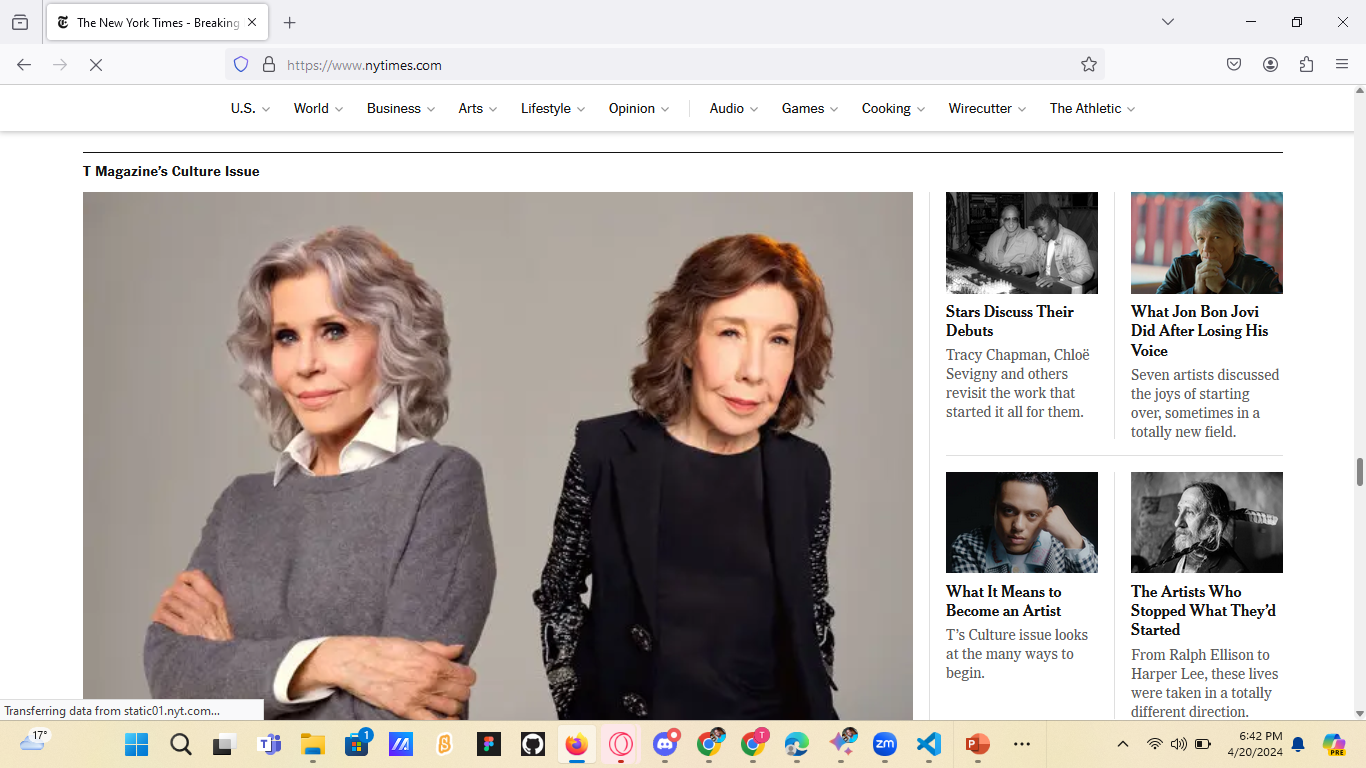 The New York Times - Breaking
https://www.nytimes.com
U.S.
World
Business
Arts
Lifestyle
Opinion
Audio
Games
Cooking
Wirecutter
The Athletic
T Magazine's Culture Issue
Stars Discuss Their
Debuts
Tracy Chapman, Chloë
Sevigny and others
revisit the work that
started it all for them.
What Jon Bon Jovi
Did After Losing His
Voice
Seven artists discussed
the joys of starting
over, sometimes in a
totally new field.
What It Means to
Become an Artist
T's Culture issue looks
at the many ways to
begin.
The Artists Who
Stopped What They'd
Started
From Ralph Ellison to
Harper Lee, these lives
were taken in a totally
different direction.
Transferring data from static01.nyt.com...
17°
1
T
zm
PRE
6:42 PM
4/20/2024